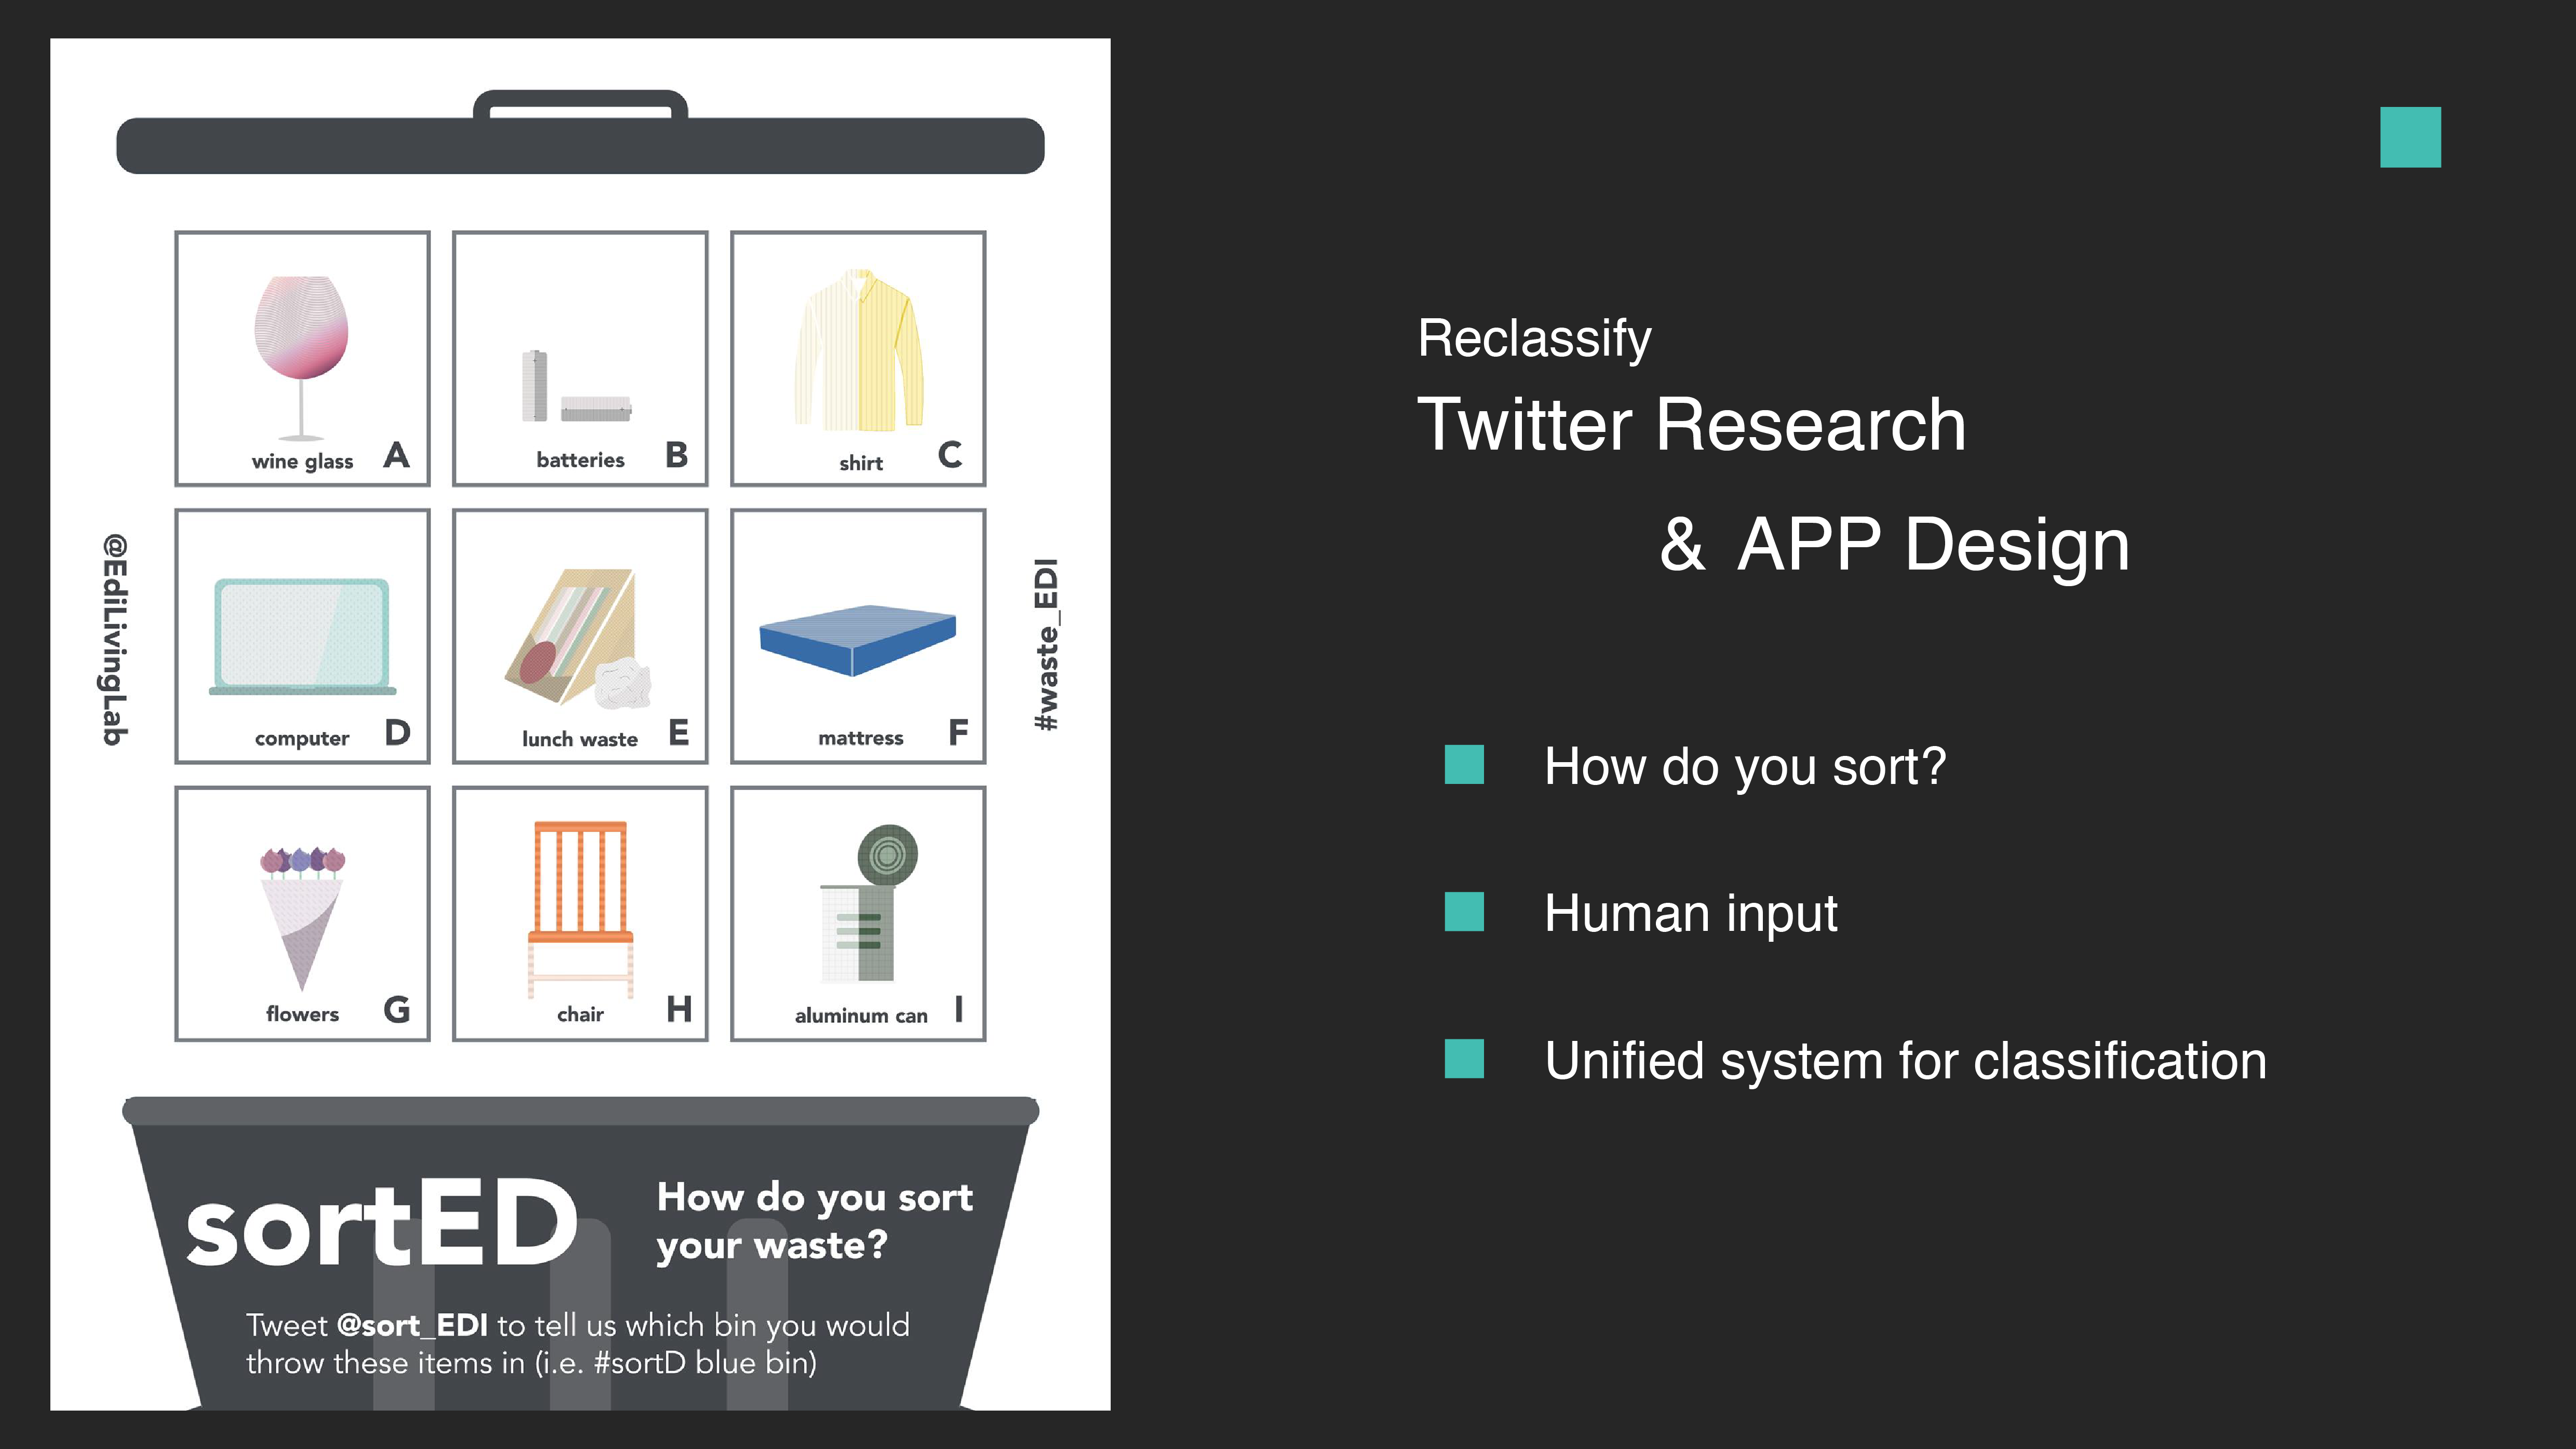 wine glass A
batteries B
shirt C
@EdiLivingLab
#waste_EDI
computer D
lunch waste E
mattress F
flowers G
chair H
aluminum can I
sortED
How do you sort
your waste?
Tweet @sort_EDI to tell us which bin you would
throw these items in (i.e. #sortD blue bin)
Reclassify
Twitter Research
& APP Design
How do you sort?
Human input
Unified system for classification